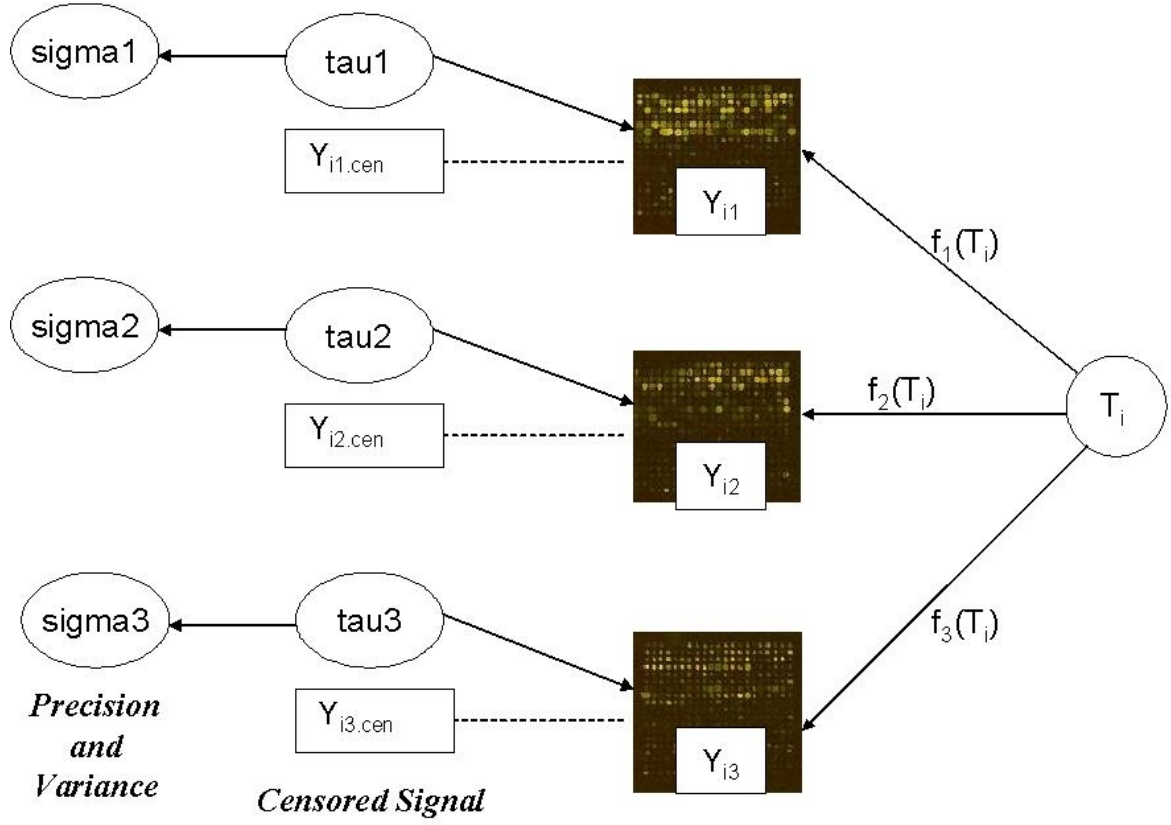 sigma1
tau1
Y_i1.cen
Y_i1
f_1(T_i)
sigma2
tau2
Y_i2.cen
Y_i2
f_2(T_i)
T_i
sigma3
tau3
Y_i3.cen
Y_i3
f_3(T_i)
Precision
and
Variance
Censored Signal